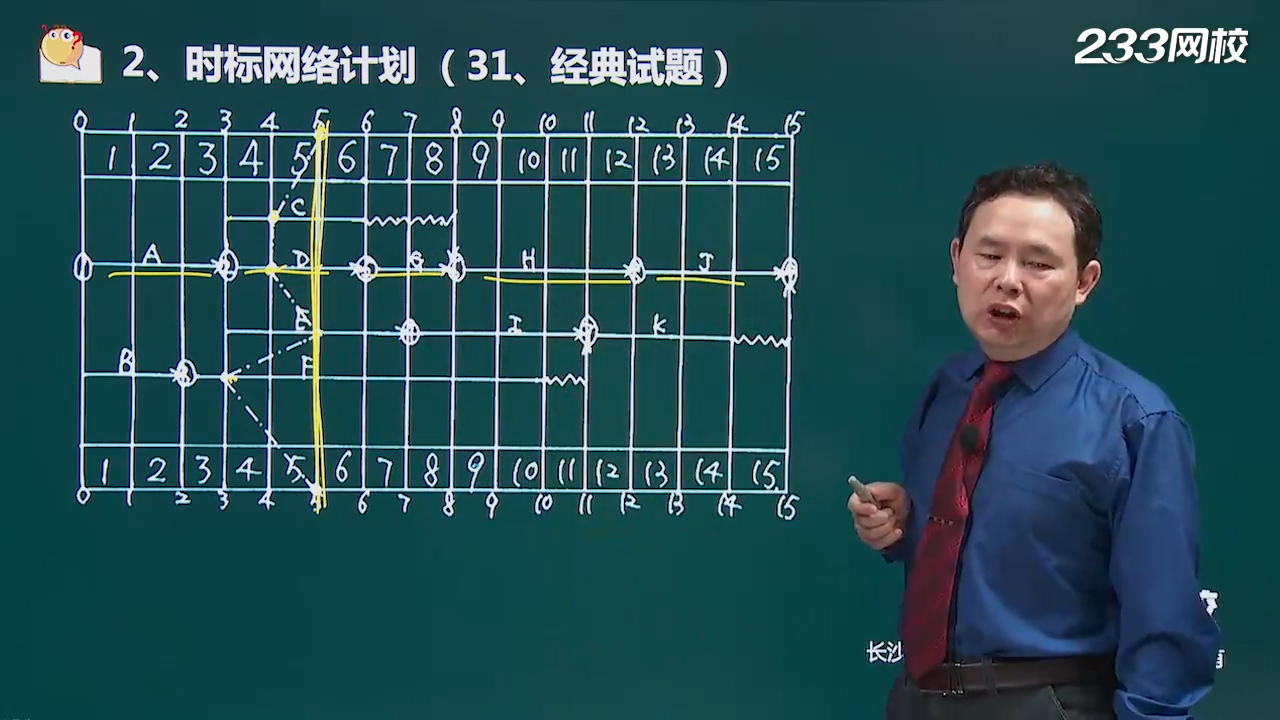 2、时标网络计划（31、经典试题）
233网校
0 1 2 3 4 5 6 7 8 9 10 11 12 13 14 15
1 2 3 4 5 6 7 8 9 10 11 12 13 14 15
C
A D G H J
E I K
B F
1 2 3 4 5 6 7 8 9 10 11 12 13 14 15
0 1 2 3 4 5 6 7 8 9 10 11 12 13 14 15
长沙